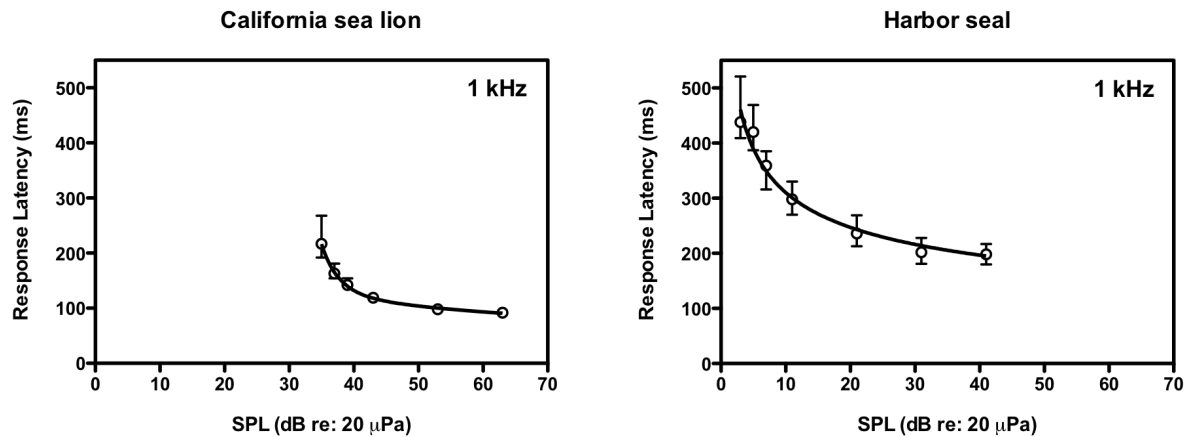 California sea lion
1 kHz
Response Latency (ms)
500
400
300
200
100
0
0 10 20 30 40 50 60 70
SPL (dB re: 20 μPa)
Harbor seal
1 kHz
Response Latency (ms)
500
400
300
200
100
0
0 10 20 30 40 50 60 70
SPL (dB re: 20 μPa)